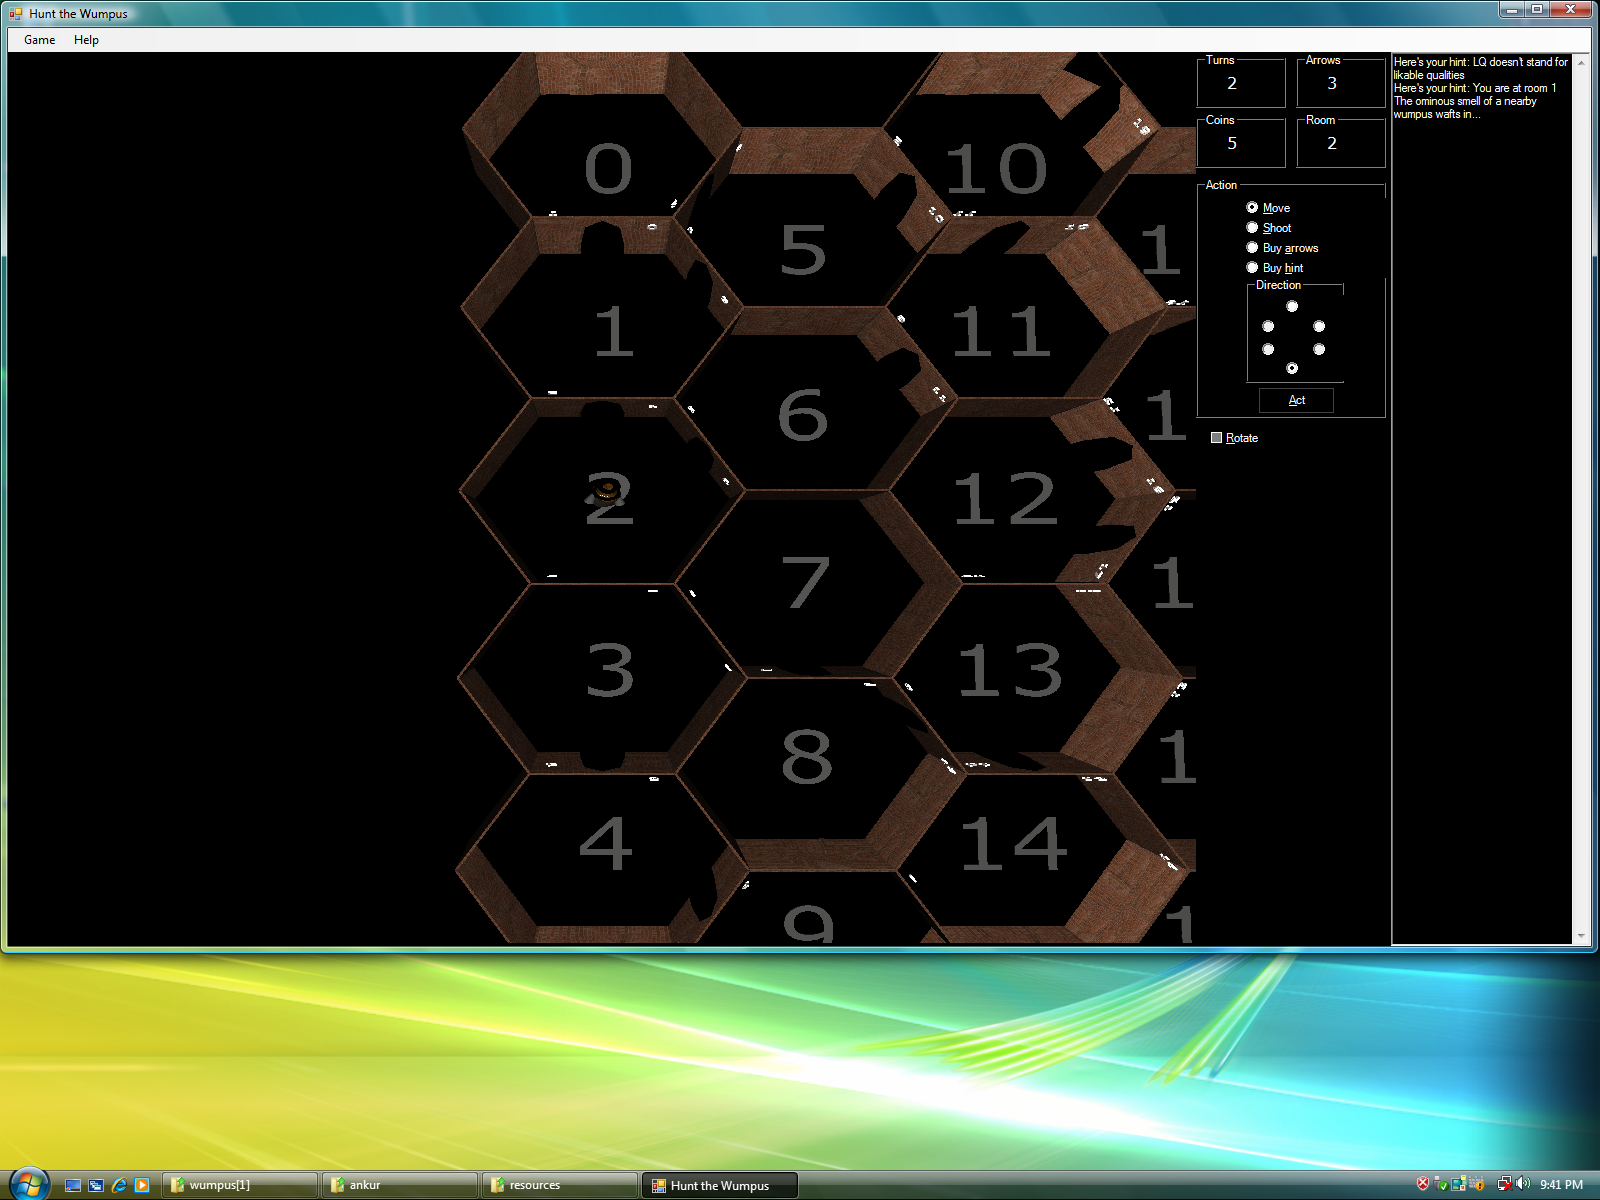 Hunt the Wumpus
Game Help
Turns
2
Arrows
3
Coins
5
Room
2
Action
Move
Shoot
Buy arrows
Buy hint
Direction
Act
Rotate
Here's your hint: LQ doesn't stand for
likable qualities
Here's your hint: You are at room 1
The ominous smell of a nearby
wumpus wafts in...
0
10
5
1
1
11
6
1
2
12
7
1
3
13
8
1
4
14
9
1
wumpus[1]
ankur
resources
Hunt the Wumpus
9:41 PM